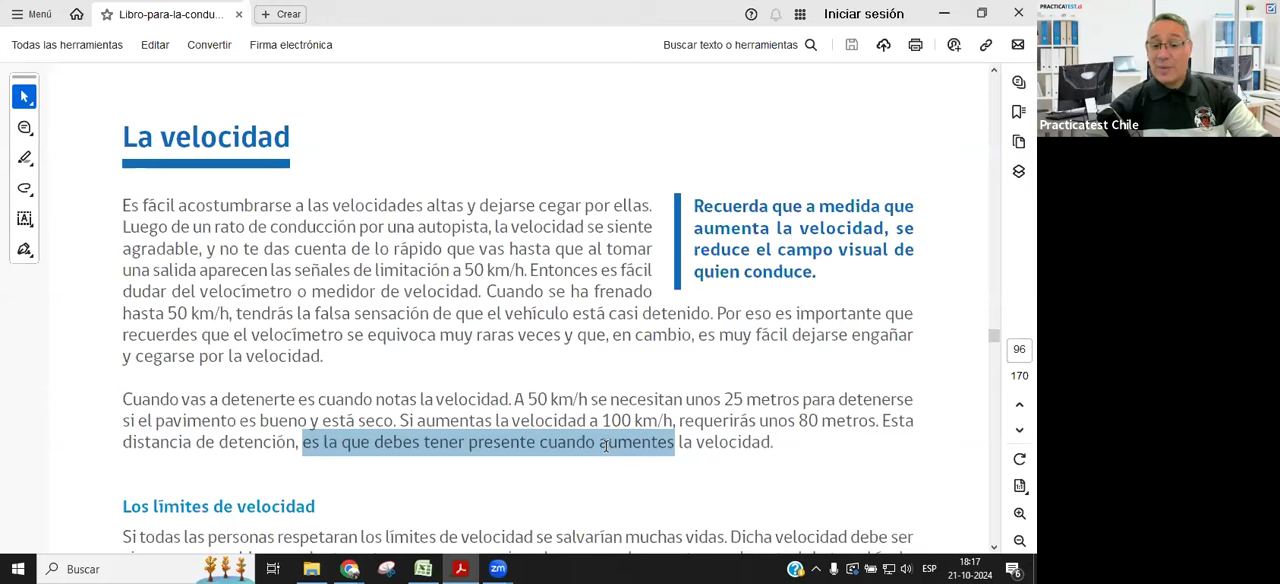 Menú
Libro-para-la-condu...
Crear
Iniciar sesión
Todas las herramientas
Editar
Convertir
Firma electrónica
Buscar texto o herramientas
PRACTICATEST.cl
Practicatest Chile
La velocidad
Es fácil acostumbrarse a las velocidades altas y dejarse cegar por ellas.
Luego de un rato de conducción por una autopista, la velocidad se siente
agradable, y no te das cuenta de lo rápido que vas hasta que al tomar
una salida aparecen las señales de limitación a 50 km/h. Entonces es fácil
dudar del velocímetro o medidor de velocidad. Cuando se ha frenado
hasta 50 km/h, tendrás la falsa sensación de que el vehículo está casi detenido. Por eso es importante que
recuerdes que el velocímetro se equivoca muy raras veces y que, en cambio, es muy fácil dejarse engañar
y cegarse por la velocidad.
Recuerda que a medida que
aumenta la velocidad, se
reduce el campo visual de
quien conduce.
Cuando vas a detenerte es cuando notas la velocidad. A 50 km/h se necesitan unos 25 metros para detenerse
si el pavimento es bueno y está seco. Si aumentas la velocidad a 100 km/h, requerirás unos 80 metros. Esta
distancia de detención, es la que debes tener presente cuando aumentes la velocidad.
Los límites de velocidad
Si todas las personas respetaran los límites de velocidad se salvarían muchas vidas. Dicha velocidad debe ser
96
170
Buscar
ESP
18:17
21-10-2024
6